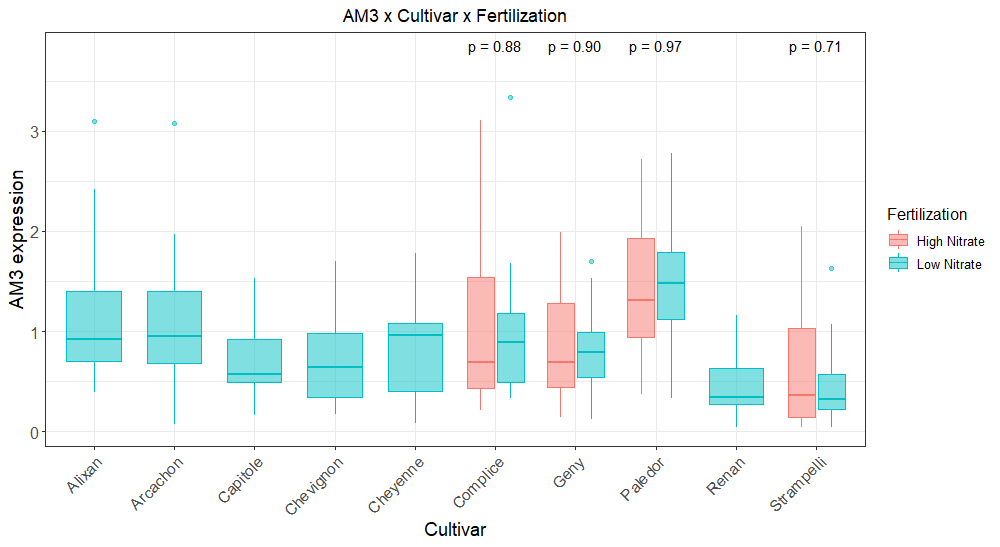 AM3 x Cultivar x Fertilization
p = 0.88 p = 0.90 p = 0.97 p = 0.71
3
2
1
0
AM3 expression
Alixan Arcachon Capitole Chevignon Cheyenne Complice Geny Paledor Renan Strampelli
Cultivar
Fertilization
High Nitrate
Low Nitrate